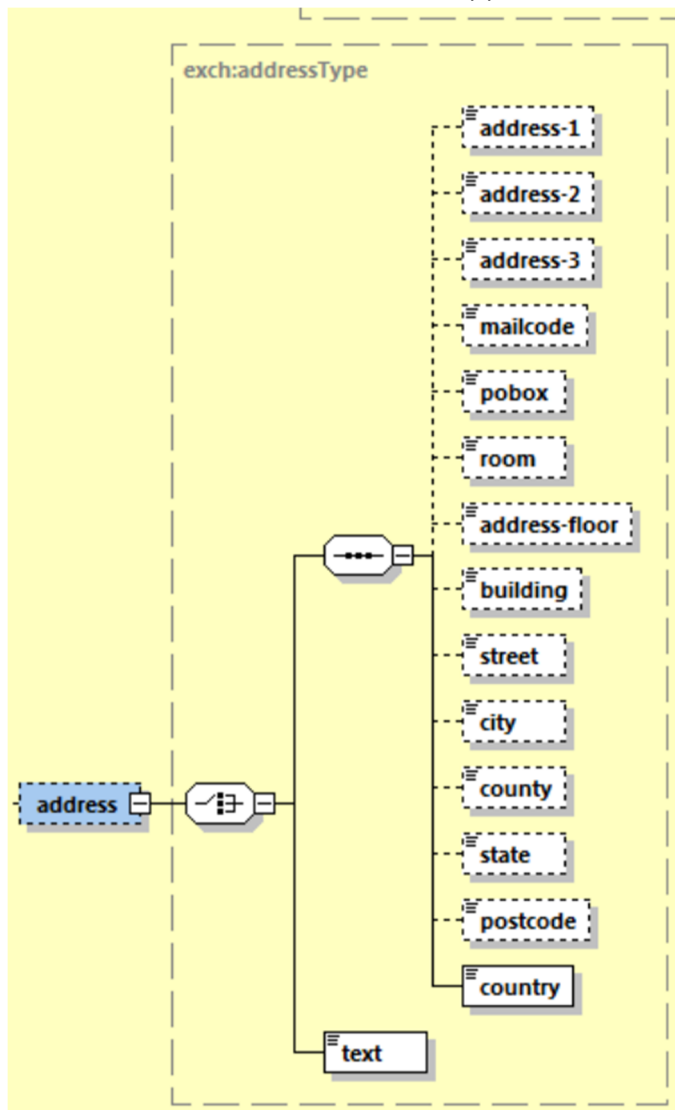 exch:addressType
address-1
address-2
address-3
mailcode
pobox
room
address-floor
building
street
city
address
county
state
postcode
country
text